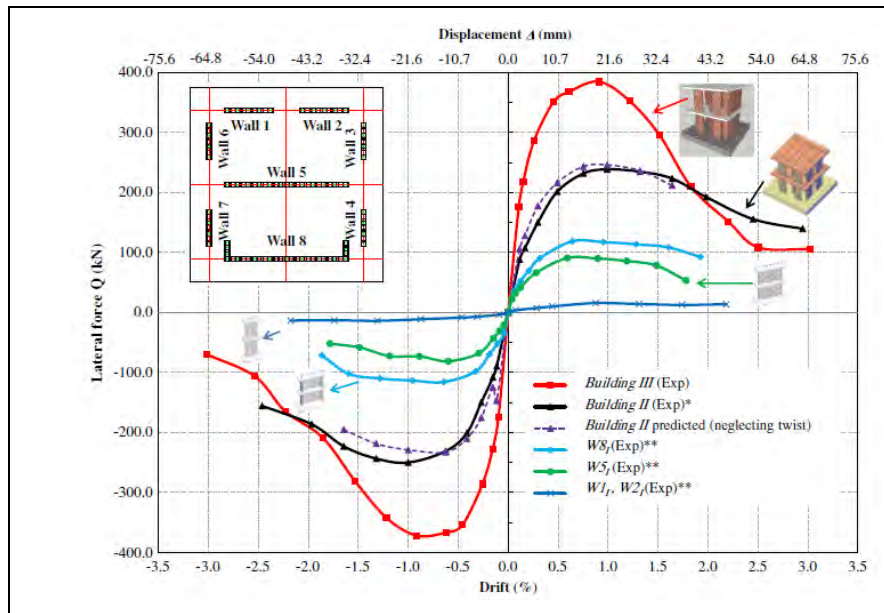 Displacement Δ (mm)
-75.6 -64.8 -54.0 -43.2 -32.4 -21.6 -10.7 0.0 10.7 21.6 32.4 43.2 54.0 64.8 75.6
400.0
300.0
200.0
100.0
0.0
-100.0
-200.0
-300.0
-400.0
Lateral force Q (kN)
Wall 1 Wall 2
Wall 6
Wall 3
Wall 5
Wall 7
Wall 4
Wall 8
Building III (Exp)
Building II (Exp)*
Building II predicted (neglecting twist)
W8I (Exp)**
W5I (Exp)**
W1I, W2I (Exp)**
-3.5 -3.0 -2.5 -2.0 -1.5 -1.0 -0.5 0.0 0.5 1.0 1.5 2.0 2.5 3.0 3.5
Drift (%)